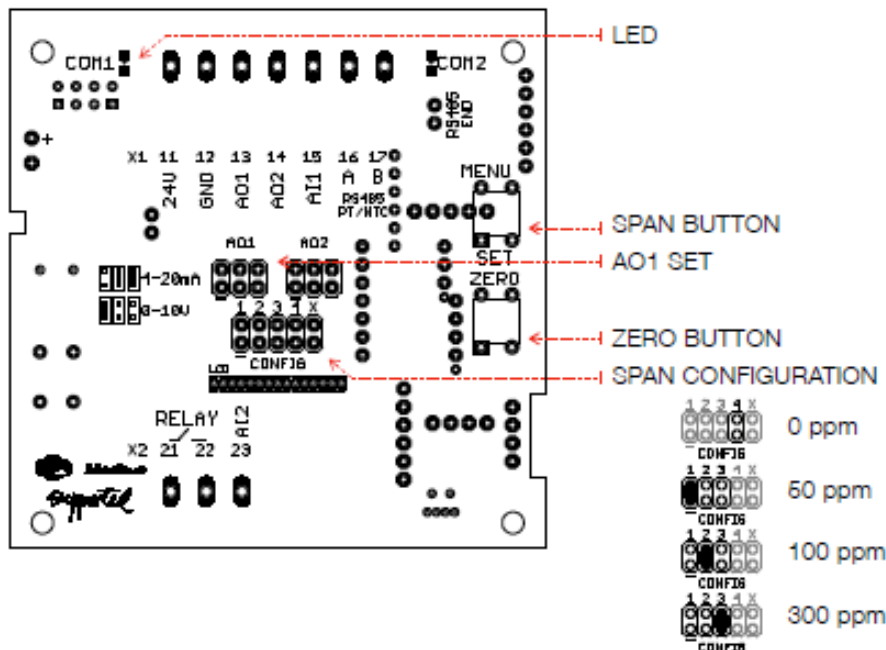 LED
COM1
COM2
RS485
END
+
X1 11 12 13 14 15 16 17
24V GND AO1 AO2 AI1 A B
RS485
PT/NTC
MENU
SPAN BUTTON
SET
AO1 AO2
AO1 SET
ZERO
4-20mA
0-10V
1 2 3 4 X
ZERO BUTTON
CONFIG
SPAN CONFIGURATION
LCD
RELAY
AI2
X2 21 22 23
1 2 3 4 X
0 ppm
CONFIG
1 2 3 4 X
50 ppm
CONFIG
1 2 3 4 X
100 ppm
CONFIG
1 2 3 4 X
300 ppm
CONFIG